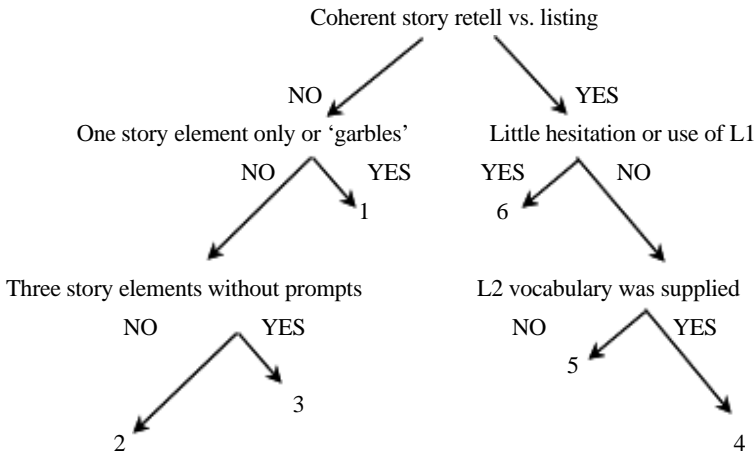 Coherent story retell vs. listing
NO YES
One story element only or ‘garbles’ Little hesitation or use of L1
NO YES YES NO
1 6
Three story elements without prompts L2 vocabulary was supplied
NO YES NO YES
5
3
2 4